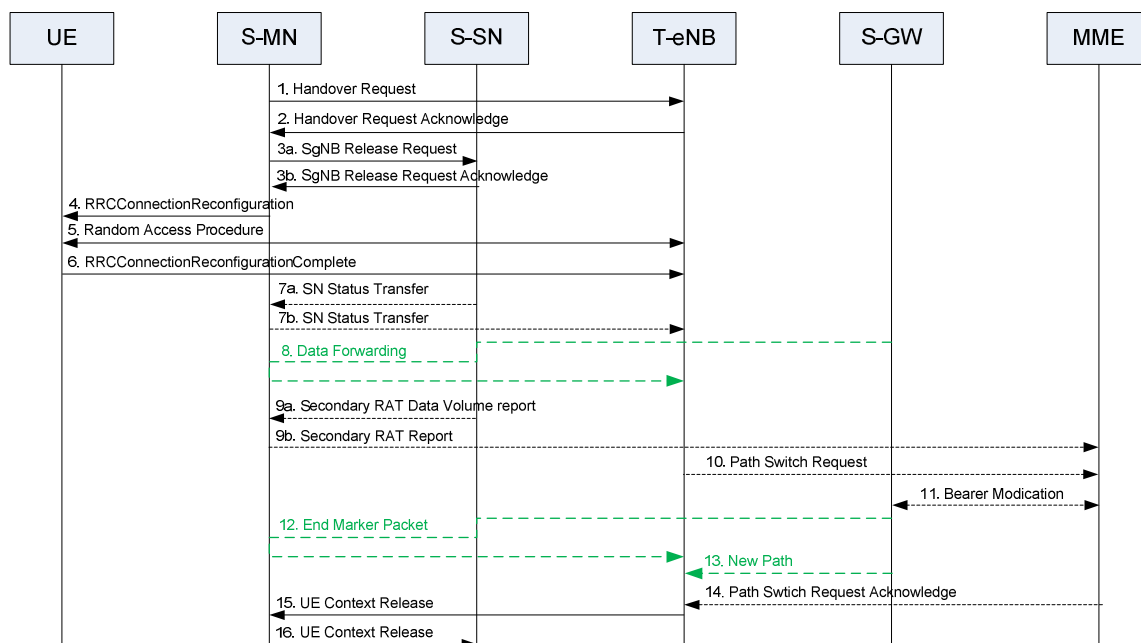 UE
S-MN
S-SN
T-eNB
S-GW
MME
1. Handover Request
2. Handover Request Acknowledge
3a. SgNB Release Request
3b. SgNB Release Request Acknowledge
4. RRCConnectionReconfiguration
5. Random Access Procedure
6. RRCConnectionReconfigurationComplete
7a. SN Status Transfer
7b. SN Status Transfer
8. Data Forwarding
9a. Secondary RAT Data Volume report
9b. Secondary RAT Report
10. Path Switch Request
11. Bearer Modication
12. End Marker Packet
13. New Path
14. Path Swtich Request Acknowledge
15. UE Context Release
16. UE Context Release